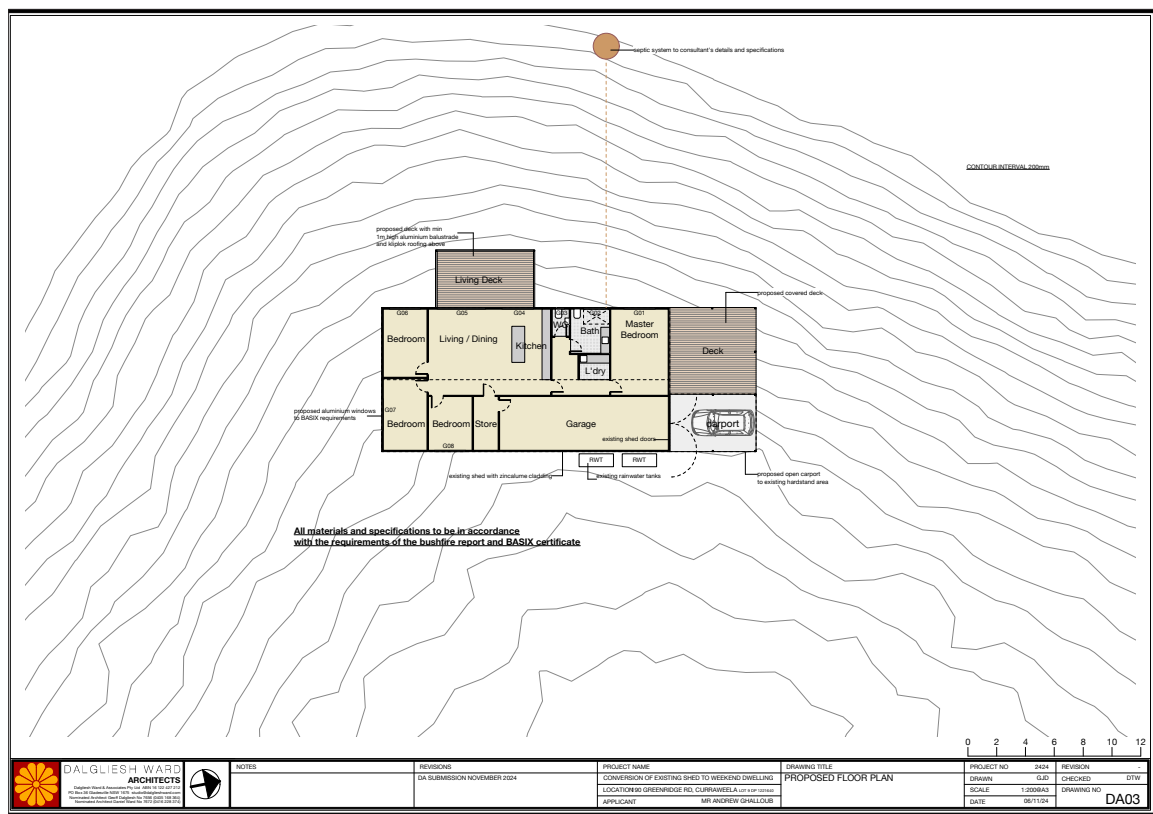 septic system to consultant's details and specifications
CONTOUR INTERVAL 200mm
proposed deck with min
1m high aluminium balustrade
and kliplok roofing above
Living Deck
proposed covered deck
G06
G05
G04
G03
G02
G01
Bedroom
Living / Dining
Kitchen
WC
Bath
Master
Bedroom
Deck
L'dry
proposed aluminium windows
to BASIX requirements
G07
Bedroom
Bedroom
G08
Store
Garage
existing shed doors
carport
RWT
RWT
existing shed with zincalume cladding
existing rainwater tanks
proposed open carport
to existing hardstand area
All materials and specifications to be in accordance
with the requirements of the bushfire report and BASIX certificate
0 2 4 6 8 10 12
DALGLIESH WARD
ARCHITECTS
NOTES
REVISIONS
DA SUBMISSION NOVEMBER 2024
PROJECT NAME
CONVERSION OF EXISTING SHED TO WEEKEND DWELLING
LOCATION 190 GREENRIDGE RD, CURRAWEELA
APPLICANT MR ANDREW GHALLOUB
DRAWING TITLE
PROPOSED FLOOR PLAN
PROJECT NO 2424
REVISION -
DRAWN GJD
CHECKED DTW
SCALE 1:200@A3
DRAWING NO
DATE 06/11/24
DA03